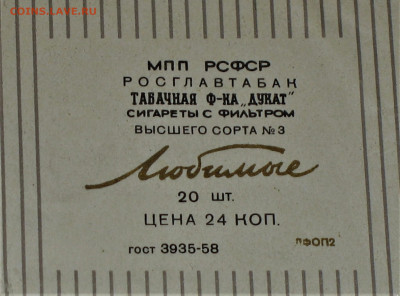 COINS.LAVE.RU
МПП РСФСР
РОСГЛАВТАБАК
ТАБАЧНАЯ Ф-КА „ДУКАТ"
СИГАРЕТЫ С ФИЛЬТРОМ
ВЫСШЕГО СОРТА №3
Любимые
20 ШТ.
ЦЕНА 24 КОП.
ГОСТ 3935-58